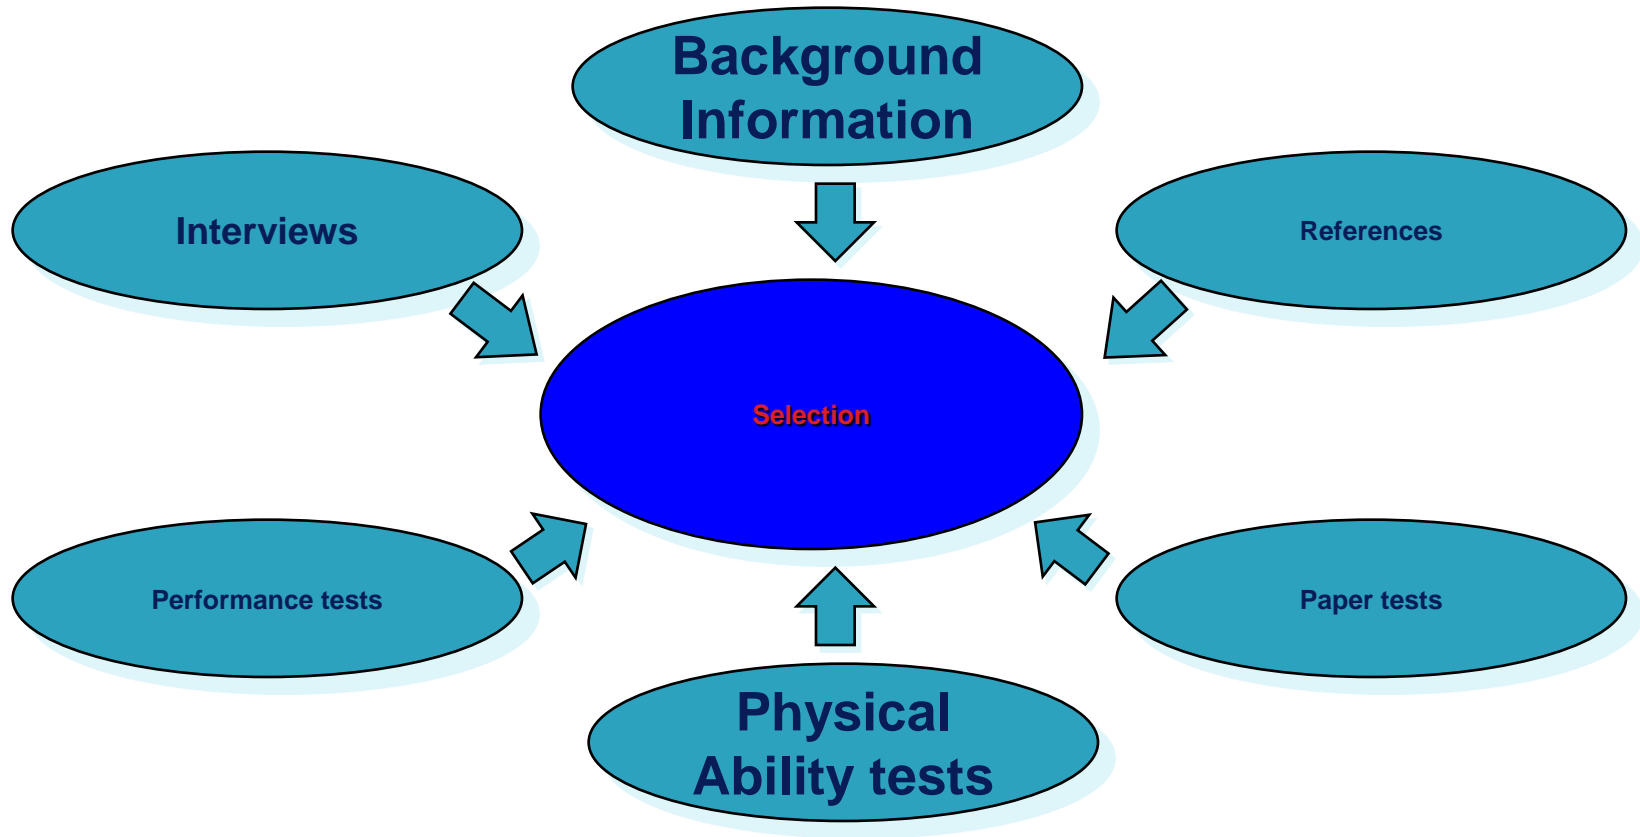 Background
Information
Interviews
References
Selection
Performance tests
Paper tests
Physical
Ability tests